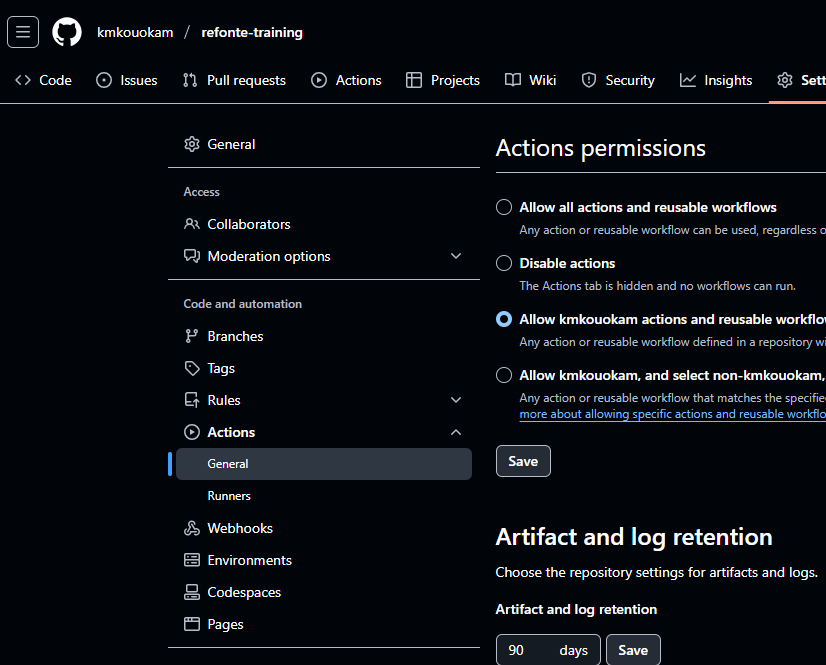 kmkouokam / refonte-training
Code Issues Pull requests Actions Projects Wiki Security Insights Sett
General
Access
Collaborators
Moderation options
Code and automation
Branches
Tags
Rules
Actions
General
Runners
Webhooks
Environments
Codespaces
Pages
Actions permissions
Allow all actions and reusable workflows
Any action or reusable workflow can be used, regardless o
Disable actions
The Actions tab is hidden and no workflows can run.
Allow kmkouokam actions and reusable workflow
Any action or reusable workflow defined in a repository wi
Allow kmkouokam, and select non-kmkouokam,
Any action or reusable workflow that matches the specified
more about allowing specific actions and reusable workflo
Save
Artifact and log retention
Choose the repository settings for artifacts and logs.
Artifact and log retention
90 days Save